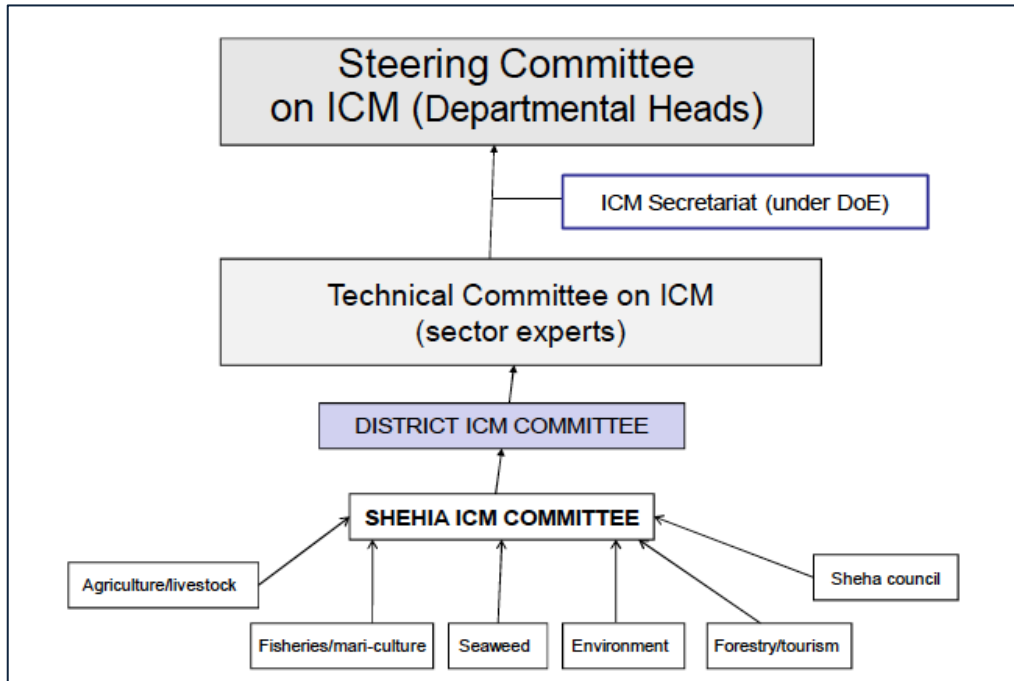 Steering Committee
on ICM (Departmental Heads)
ICM Secretariat (under DoE)
Technical Committee on ICM
(sector experts)
DISTRICT ICM COMMITTEE
SHEHIA ICM COMMITTEE
Agriculture/livestock
Sheha council
Fisheries/mari-culture
Seaweed
Environment
Forestry/tourism